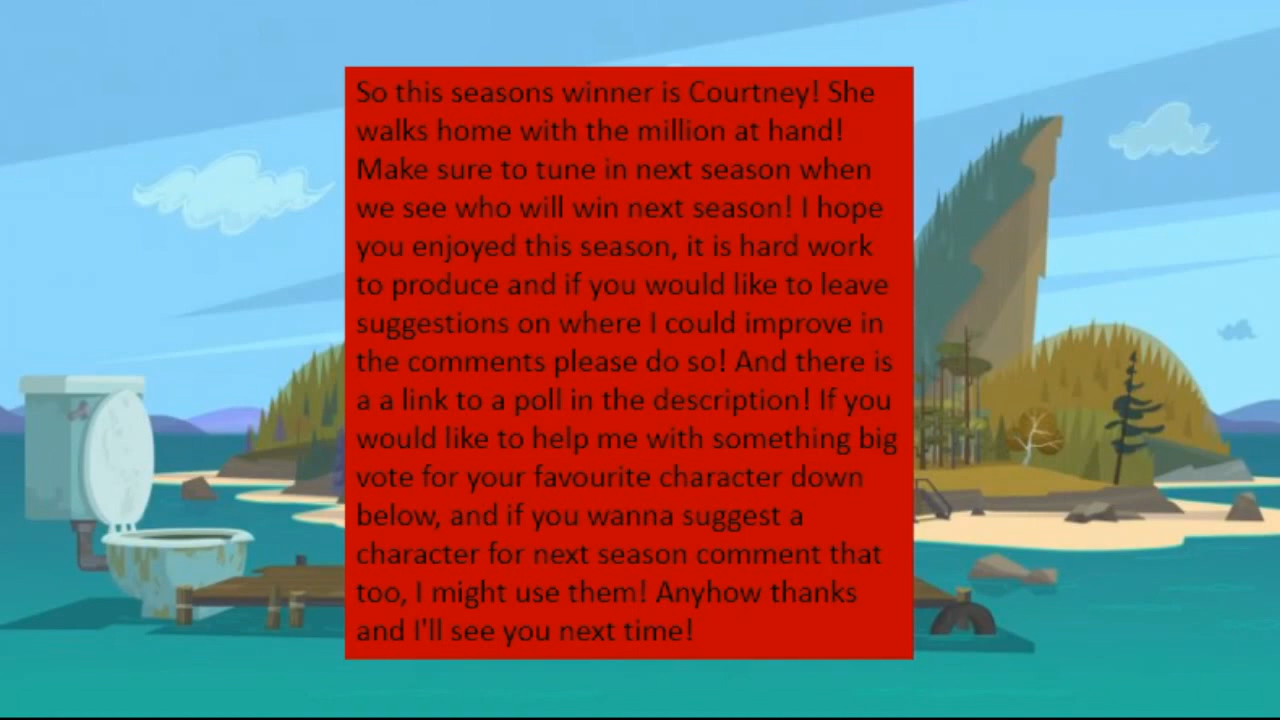 So this seasons winner is Courtney! She
walks home with the million at hand!
Make sure to tune in next season when
we see who will win next season! I hope
you enjoyed this season, it is hard work
to produce and if you would like to leave
suggestions on where I could improve in
the comments please do so! And there is
a a link to a poll in the description! If you
would like to help me with something big
vote for your favourite character down
below, and if you wanna suggest a
character for next season comment that
too, I might use them! Anyhow thanks
and I'll see you next time!